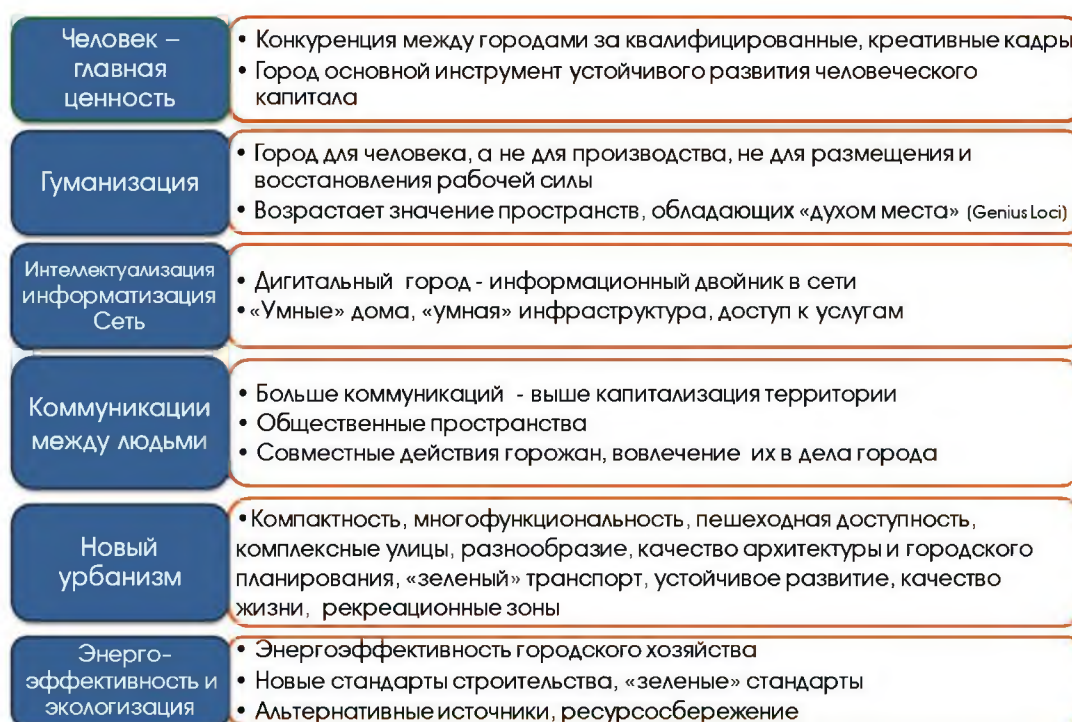 Человек –
главная
ценность
• Конкуренция между городами за квалифицированные, креативные кадры
• Город основной инструмент устойчивого развития человеческого
капитала
Гуманизация
• Город для человека, а не для производства, не для размещения и
восстановления рабочей силы
• Возрастает значение пространств, обладающих «духом места» (Genius Loci)
Интеллектуализация
информатизация
Сеть
• Дигитальный город - информационный двойник в сети
• «Умные» дома, «умная» инфраструктура, доступ к услугам
Коммуникации
между людьми
• Больше коммуникаций - выше капитализация территории
• Общественные пространства
• Совместные действия горожан, вовлечение их в дела города
Новый
урбанизм
• Компактность, многофункциональность, пешеходная доступность,
комплексные улицы, разнообразие, качество архитектуры и городского
планирования, «зеленый» транспорт, устойчивое развитие, качество
жизни, рекреационные зоны
Энерго-
эффективность и
экологизация
• Энергоэффективность городского хозяйства
• Новые стандарты строительства, «зеленые» стандарты
• Альтернативные источники, ресурсосбережение